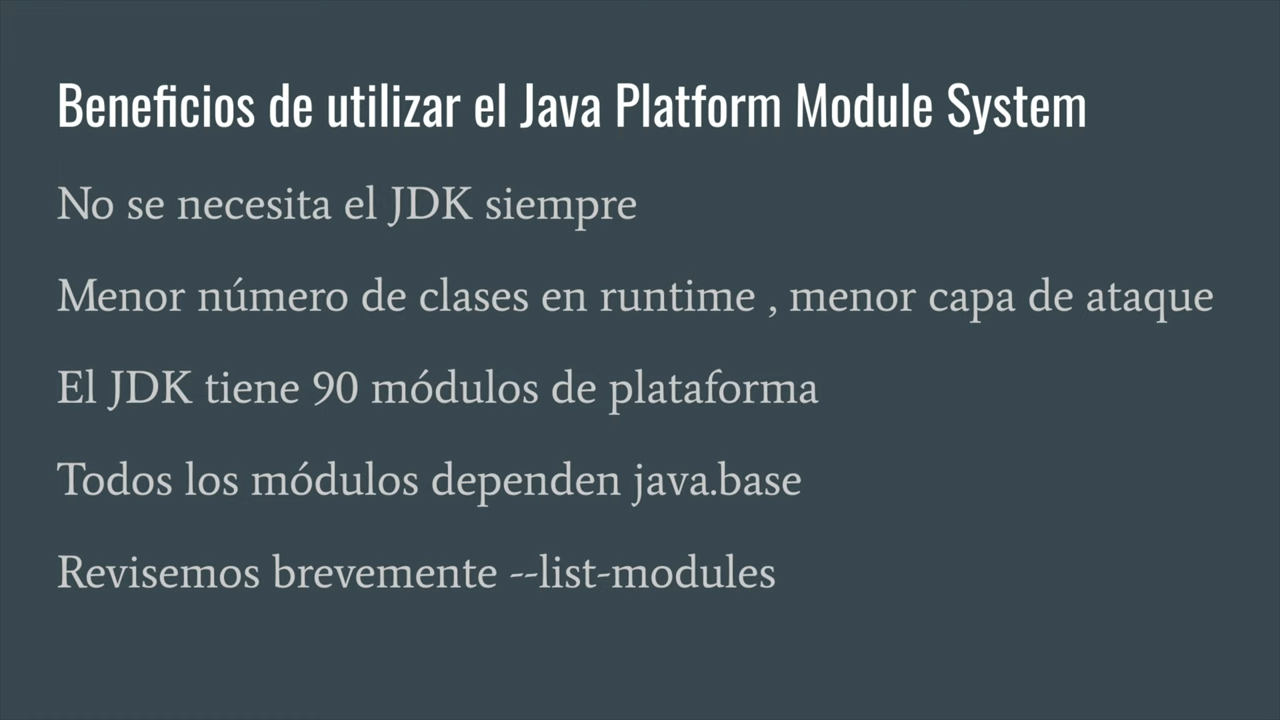 Beneficios de utilizar el Java Platform Module System
No se necesita el JDK siempre
Menor número de clases en runtime , menor capa de ataque
El JDK tiene 90 módulos de plataforma
Todos los módulos dependen java.base
Revisemos brevemente --list-modules